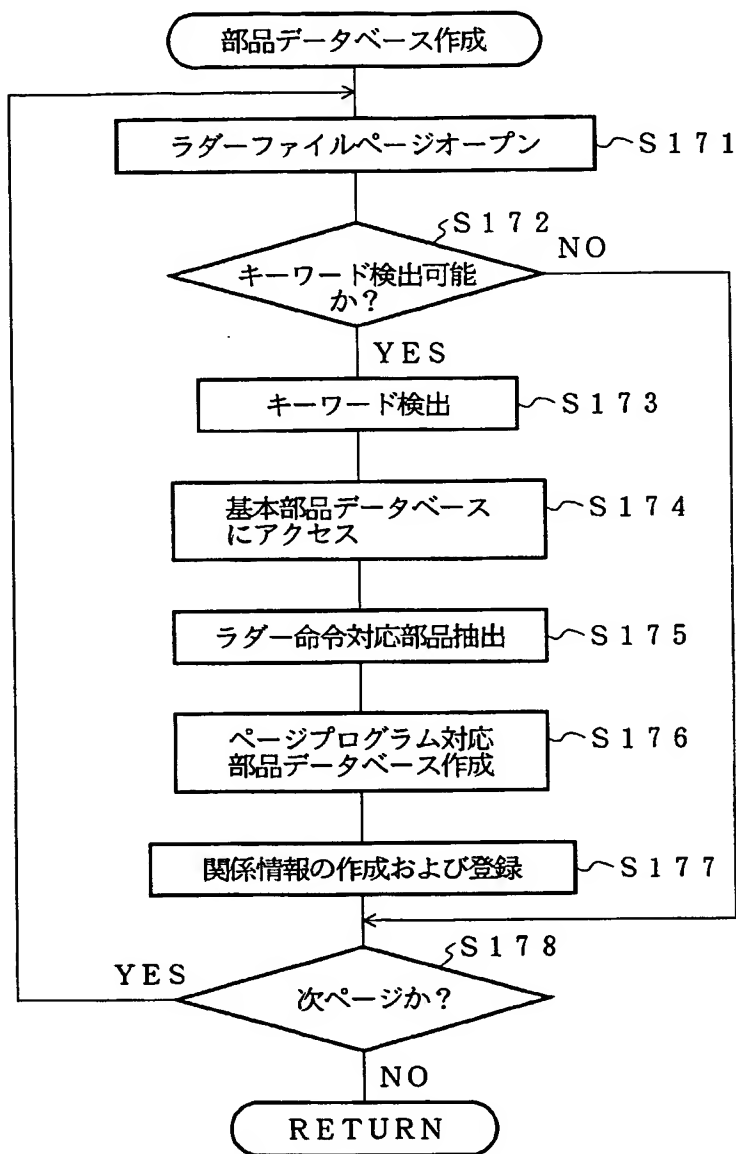 部品データベース作成
ラダーファイルページオープン
S171
S172
NO
キーワード検出可能
か？
YES
キーワード検出
S173
基本部品データベース
にアクセス
S174
ラダー命令対応部品抽出
S175
ページプログラム対応
部品データベース作成
S176
関係情報の作成および登録
S177
S178
YES
次ページか？
NO
RETURN